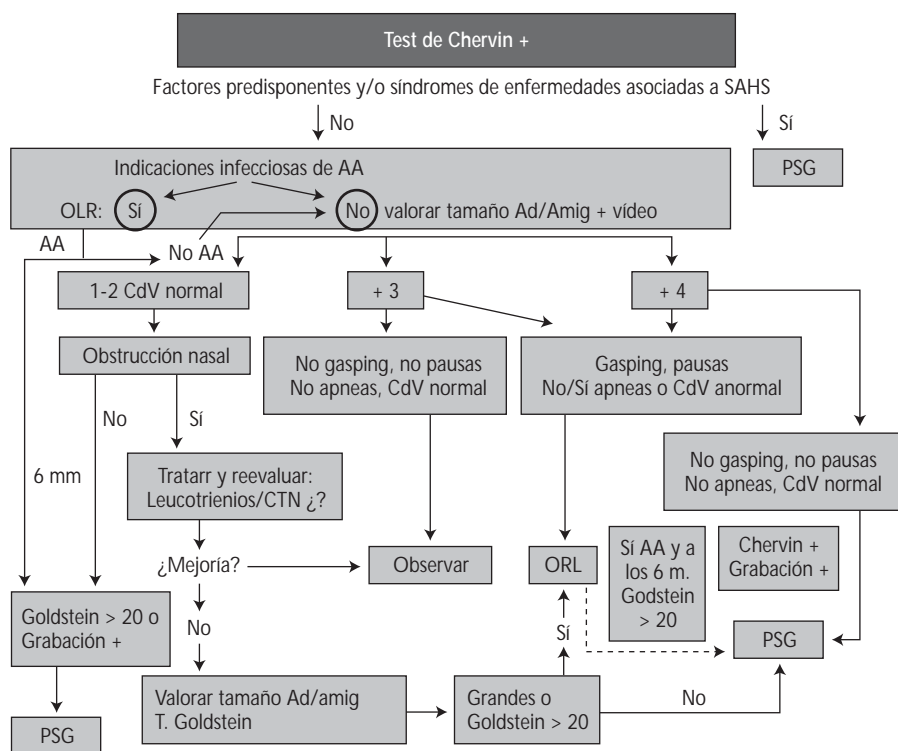 Test de Chervin +
Factores predisponentes y/o síndromes de enfermedades asociadas a SAHS
No
Sí
Indicaciones infecciosas de AA
PSG
OLR: Sí No valorar tamaño Ad/Amig + vídeo
AA
No AA
1-2 CdV normal
+ 3
+ 4
Obstrucción nasal
No gasping, no pausas
No apneas, CdV normal
Gasping, pausas
No/Sí apneas o CdV anormal
No
Sí
6 mm
Tratarr y reevaluar:
Leucotrienios/CTN ¿?
No gasping, no pausas
No apneas, CdV normal
¿Mejoría?
Observar
ORL
Sí AA y a
los 6 m.
Godstein
> 20
Chervin +
Grabación +
Goldstein > 20 o
Grabación +
No
Sí
PSG
Valorar tamaño Ad/amig
T. Goldstein
Grandes o
Goldstein > 20
No
PSG